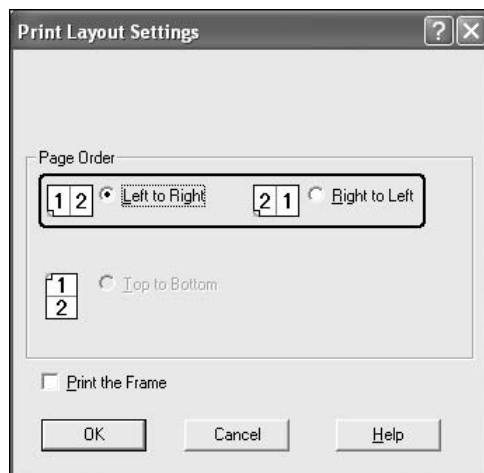 Print Layout Settings
Page Order
1 2 Left to Right 2 1 Right to Left
1
2 Top to Bottom
Print the Frame
OK Cancel Help